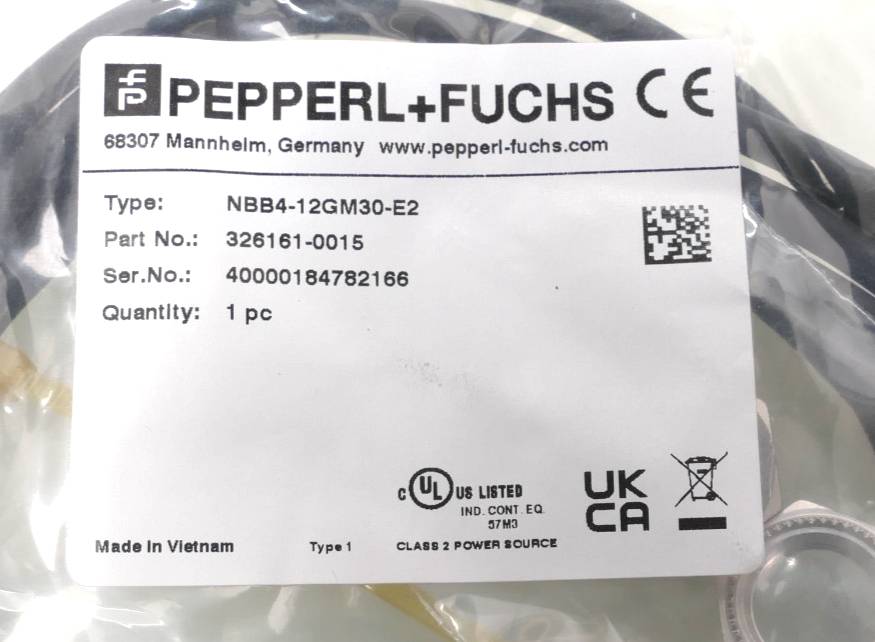 PEPPERL+FUCHS CE
68307 Mannheim, Germany www.pepperl-fuchs.com
Type: NBB4-12GM30-E2
Part No.: 326161-0015
Ser.No.: 40000184782166
Quantity: 1 pc
C UL US LISTED
IND. CONT. EQ.
57M3
UK
CA
Made in Vietnam Type 1 CLASS 2 POWER SOURCE